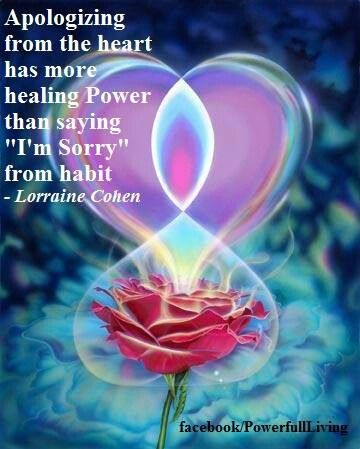 Apologizing
from the heart
has more
healing Power
than saying
"I'm Sorry"
from habit
- Lorraine Cohen
facebook/PowerfullLiving